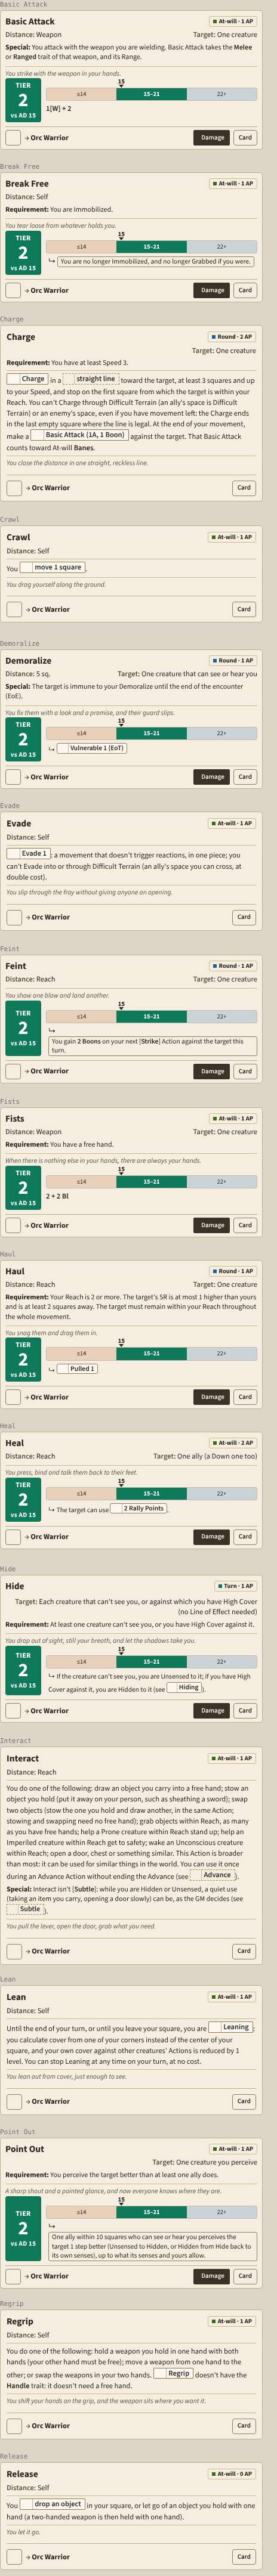 Basic Attack
Basic Attack
At-will · 1 AP
Distance: Weapon
Target: One creature
Special: You attack with the weapon you are wielding. Basic Attack takes the Melee
or Ranged trait of that weapon, and its Range.
You strike with the weapon in your hands.
TIER
2
vs AD 15
15
≤14
15–21
22+
1[W] + 2
→ Orc Warrior
Damage
Card
Break Free
Break Free
At-will · 1 AP
Distance: Self
Requirement: You are Immobilized.
You tear loose from whatever holds you.
TIER
2
vs AD 15
15
≤14
15–21
22+
↪ You are no longer Immobilized, and no longer Grabbed if you were.
→ Orc Warrior
Damage
Card
Charge
Charge
Round · 2 AP
Target: One creature
Requirement: You have at least Speed 3.
Charge in a straight line toward the target, at least 3 squares and up
to your Speed, and stop on the first square from which the target is within your
Reach. You can't Charge through Difficult Terrain (an ally's space is Difficult
Terrain) or an enemy's space, even if you have movement left: the Charge ends
in the last empty square where the line is legal. At the end of your movement,
make a Basic Attack (1A, 1 Boon) against the target. That Basic Attack
counts toward At-will Banes.
You close the distance in one straight, reckless line.
→ Orc Warrior
Card
Crawl
Crawl
At-will · 1 AP
Distance: Self
You move 1 square.
You drag yourself along the ground.
→ Orc Warrior
Card
Demoralize
Demoralize
Round · 1 AP
Distance: 5 sq.
Target: One creature that can see or hear you
Special: The target is immune to your Demoralize until the end of the encounter
(EoE).
You fix them with a look and a promise, and their guard slips.
TIER
2
vs AD 15
15
≤14
15–21
22+
↪ Vulnerable 1 (EoT)
→ Orc Warrior
Damage
Card
Evade
Evade
At-will · 1 AP
Distance: Self
Evade 1: a movement that doesn't trigger reactions, in one piece; you
can't Evade into or through Difficult Terrain (an ally's space you can cross, at
double cost).
You slip through the fray without giving anyone an opening.
→ Orc Warrior
Card
Feint
Feint
Round · 1 AP
Distance: Reach
Target: One creature
You show one blow and land another.
TIER
2
vs AD 15
15
≤14
15–21
22+
↪
You gain 2 Boons on your next [Strike] Action against the target this
turn.
→ Orc Warrior
Damage
Card
Fists
Fists
At-will · 1 AP
Distance: Weapon
Target: One creature
Requirement: You have a free hand.
When there is nothing else in your hands, there are always your hands.
TIER
2
vs AD 15
15
≤14
15–21
22+
2 + 2 Bl
→ Orc Warrior
Damage
Card
Haul
Haul
Round · 1 AP
Distance: Reach
Target: One creature
Requirement: Your Reach is 2 or more. The target's SR is at most 1 higher than yours
and is at least 2 squares away. The target must remain within your Reach throughout
the whole movement.
You snag them and drag them in.
TIER
2
vs AD 15
15
≤14
15–21
22+
↪ Pulled 1
→ Orc Warrior
Damage
Card
Heal
Heal
At-will · 2 AP
Distance: Reach
Target: One ally (a Down one too)
You press, bind and talk them back to their feet.
TIER
2
vs AD 15
15
≤14
15–21
22+
↪ The target can use 2 Rally Points.
→ Orc Warrior
Damage
Card
Hide
Hide
Turn · 1 AP
Target: Each creature that can't see you, or against which you have High Cover
(no Line of Effect needed)
Requirement: At least one creature can't see you, or you have High Cover against it.
You drop out of sight, still your breath, and let the shadows take you.
TIER
2
vs AD 15
15
≤14
15–21
22+
↪ If the creature can't see you, you are Unsensed to it; if you have High
Cover against it, you are Hidden to it (see Hiding).
→ Orc Warrior
Damage
Card
Interact
Interact
At-will · 1 AP
Distance: Reach
You do one of the following: draw an object you carry into a free hand; stow an
object you hold (put it away on your person, such as sheathing a sword); swap
two objects (stow the one you hold and draw another, in the same Action;
stowing and swapping need no free hand); grab objects within Reach, as many
as you have free hands; help a Prone creature within Reach stand up; help an
Imperiled creature within Reach get to safety; wake an Unconscious creature
within Reach; open a door, chest or something similar. This Action is broader
than most: it can be used for similar things in the world. You can use it once
during an Advance Action without ending the Advance (see Advance).
Special: Interact isn't [Subtle]: while you are Hidden or Unsensed, a quiet use
(taking an item you carry, opening a door slowly) can be, as the GM decides (see
Subtle).
You pull the lever, open the door, grab what you need.
→ Orc Warrior
Card
Lean
Lean
At-will · 1 AP
Distance: Self
Until the end of your turn, or until you leave your square, you are Leaning:
you calculate cover from one of your corners instead of the center of your
square, and your own cover against other creatures' Actions is reduced by 1
level. You can stop Leaning at any time on your turn, at no cost.
You lean out from cover, just enough to see.
→ Orc Warrior
Card
Point Out
Point Out
At-will · 1 AP
Target: One creature you perceive
Requirement: You perceive the target better than at least one ally does.
A sharp shout and a pointed glance, and now everyone knows where they are.
TIER
2
vs AD 15
15
≤14
15–21
22+
↪
One ally within 10 squares who can see or hear you perceives the
target 1 step better (Unsensed to Hidden, or Hidden from Hide back to
its own senses), up to what its senses and yours allow.
→ Orc Warrior
Damage
Card
Regrip
Regrip
At-will · 1 AP
Distance: Self
You do one of the following: hold a weapon you hold in one hand with both
hands (your other hand must be free); move a weapon from one hand to the
other; or swap the weapons in your two hands. Regrip doesn't have the
Handle trait: it doesn't need a free hand.
You shift your hands on the grip, and the weapon sits where you want it.
→ Orc Warrior
Card
Release
Release
At-will · 0 AP
Distance: Self
You drop an object in your square, or let go of an object you hold with one
hand (a two-handed weapon is then held with one hand).
You let it go.
→ Orc Warrior
Card